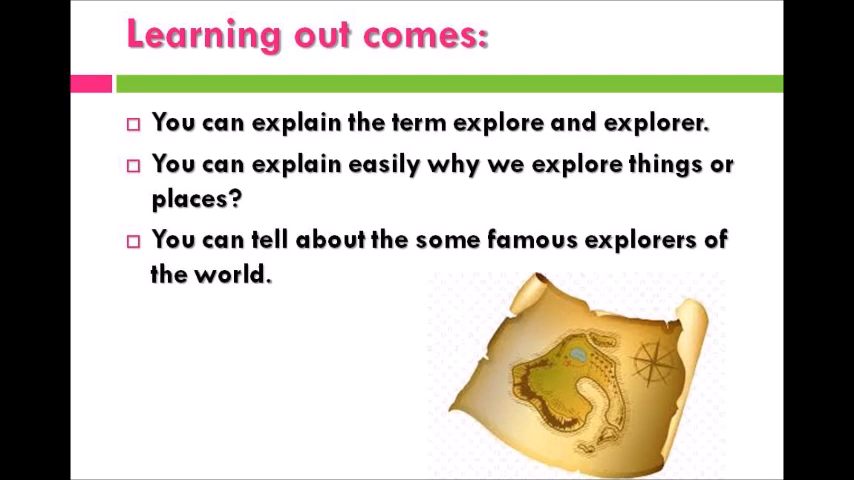 Learning out comes:
You can explain the term explore and explorer.
You can explain easily why we explore things or
places?
You can tell about the some famous explorers of
the world.